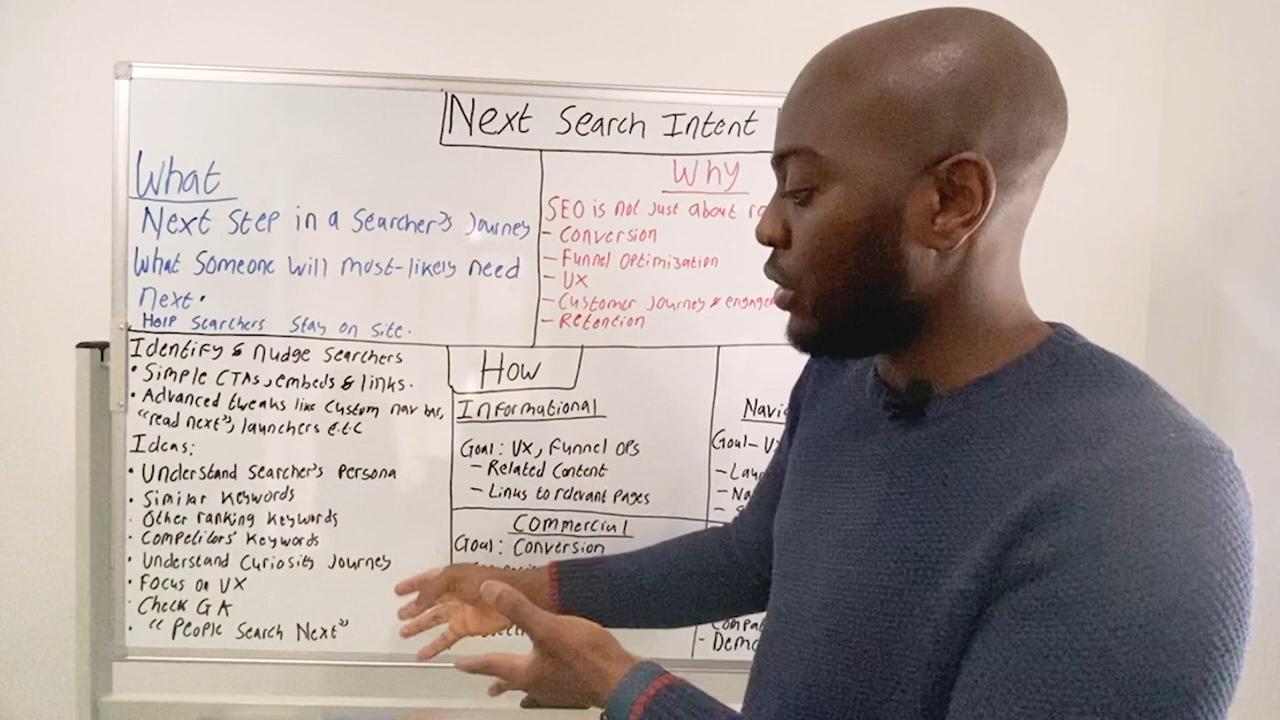 Next Search Intent
What
Next Step in a Searcher's Journey
What Someone will most-likely need
next.
Help Searchers Stay on Site.
Why
SEO is not just about
- Conversion
- Funnel Optimization
- UX
- Customer Journey &
- Retention
Identify & nudge Searchers
• Simple CTAs, embeds & links.
• Advanced tweaks like Custom nav bar,
"read next", launchers e.t.c
Ideas:
• Understand Searcher's Persona
• Similar Keywords
• Other ranking Keywords
• Competitors' Keywords
• Understand Curiosity Journey
• Focus on UX
• Check GA
• "People Search Next"
How
Informational
Goal: UX, Funnel OPs
- Related Content
- Links to relevant Pages
Commercial
Goal: Conversion
Goal-